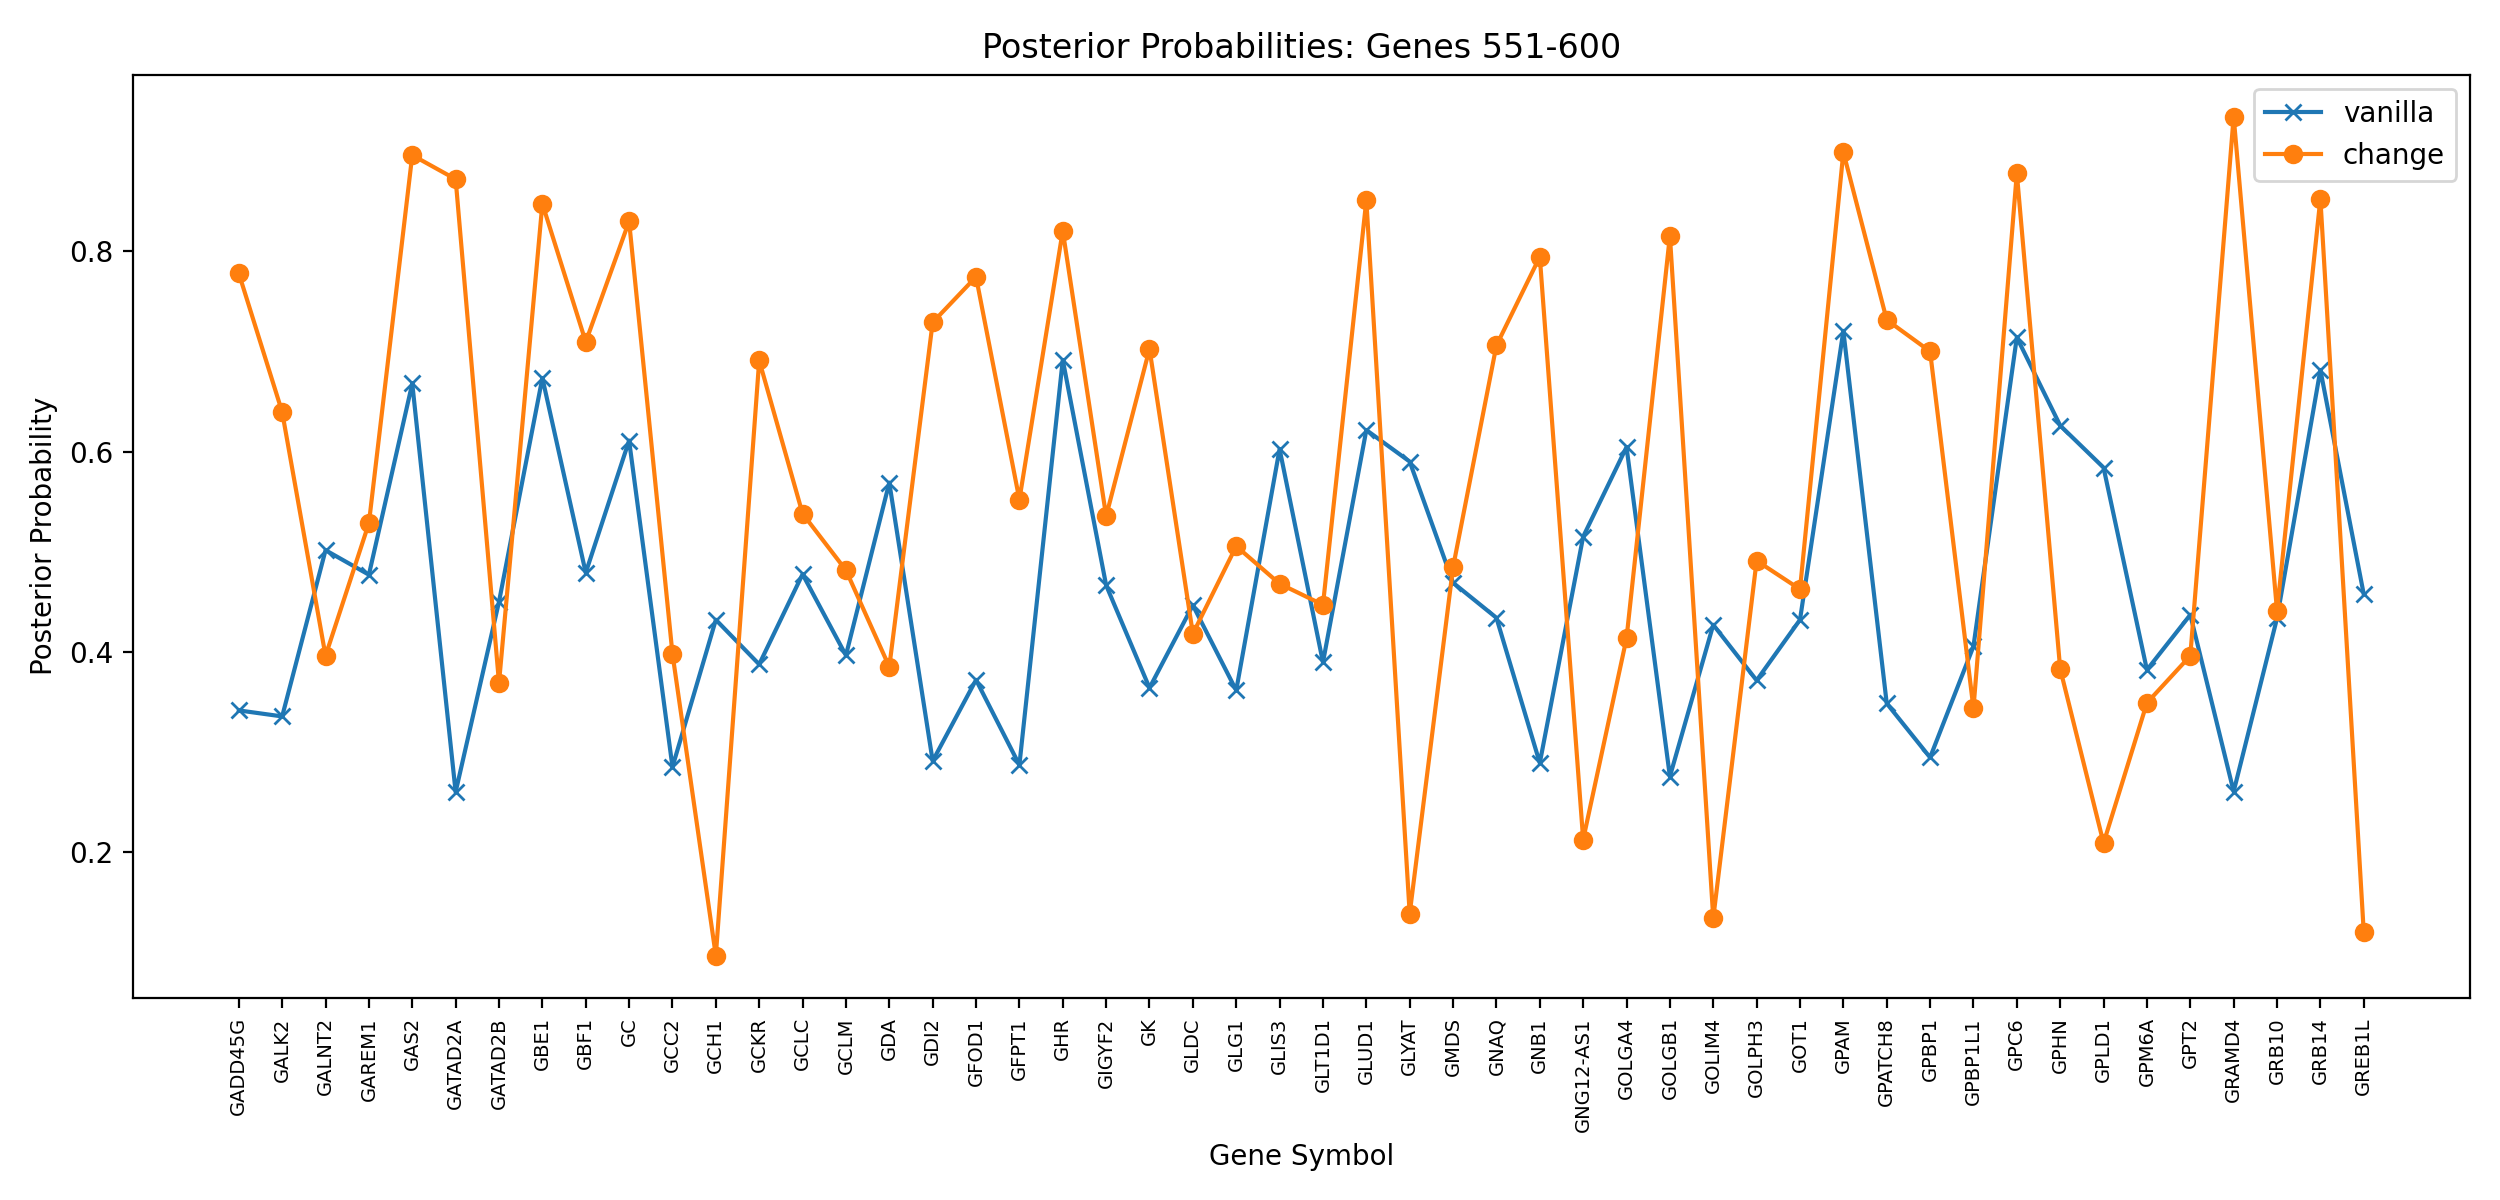 Posterior Probabilities: Genes 551-600
vanilla
change
Posterior Probability
0.8
0.6
0.4
0.2
GADD45G
GALK2
GALNT2
GAREM1
GAS2
GATAD2A
GATAD2B
GBE1
GBF1
GC
GCC2
GCH1
GCKR
GCLC
GCLM
GDA
GDI2
GFOD1
GFPT1
GHR
GIGYF2
GK
GLDC
GLG1
GLIS3
GLT1D1
GLUD1
GLYAT
GMDS
GNAQ
GNB1
GNG12-AS1
GOLGA4
GOLGB1
GOLIM4
GOLPH3
GOT1
GPAM
GPATCH8
GPBP1
GPBP1L1
GPC6
GPHN
GPLD1
GPM6A
GPT2
GRAMD4
GRB10
GRB14
GREB1L
Gene Symbol